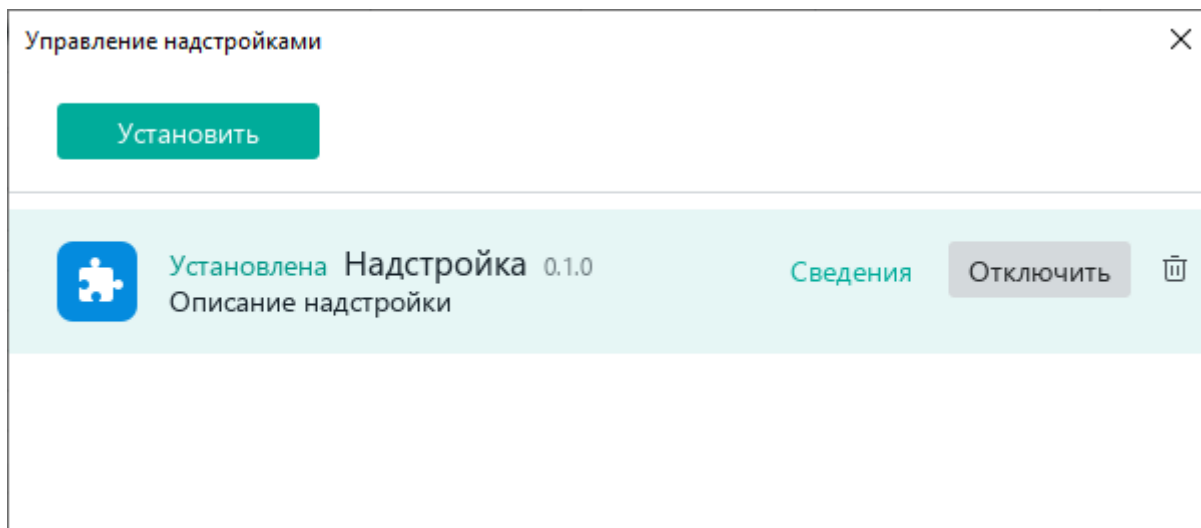 Управление надстройками
Установить
Установлена Надстройка 0.1.0 Сведения Отключить
Описание надстройки